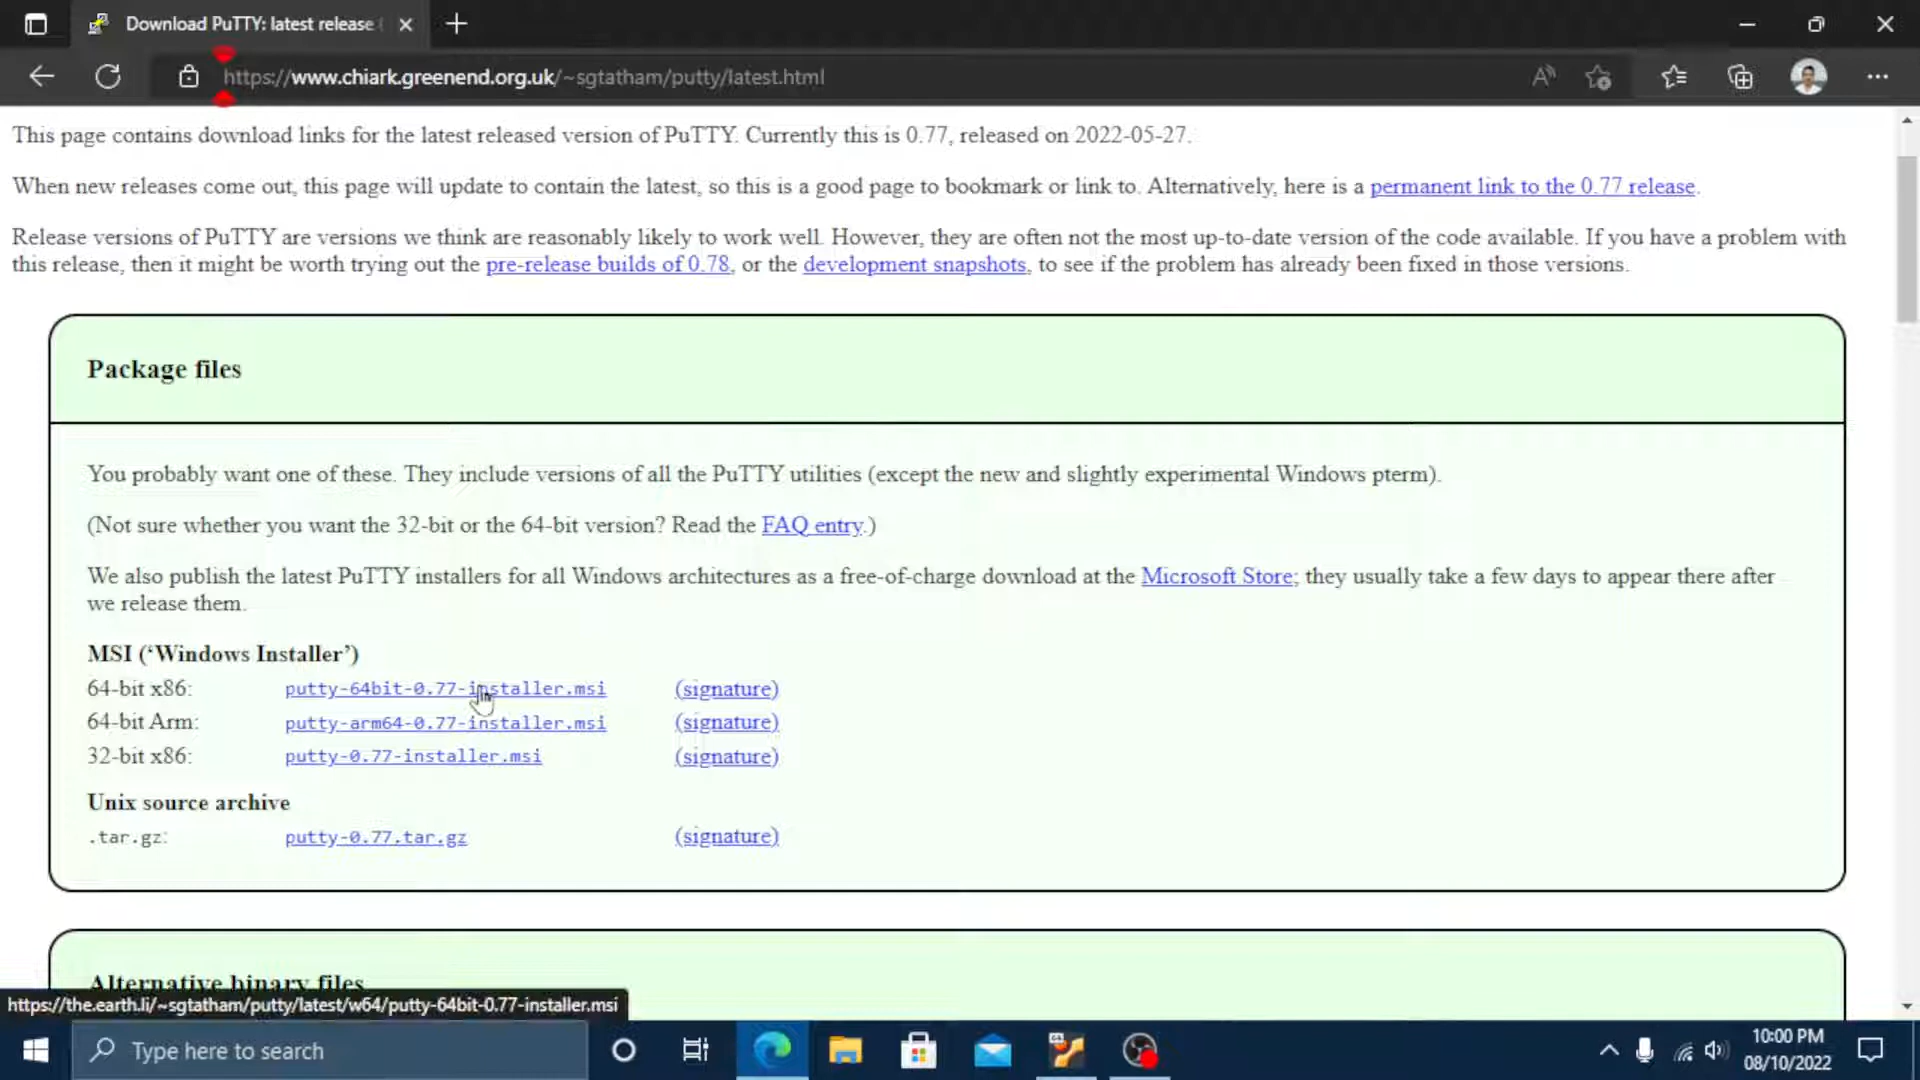 Download PuTTY: latest release
https://www.chiark.greenend.org.uk/~sgtatham/putty/latest.html
This page contains download links for the latest released version of PuTTY. Currently this is 0.77, released on 2022-05-27.
When new releases come out, this page will update to contain the latest, so this is a good page to bookmark or link to. Alternatively, here is a permanent link to the 0.77 release.
Release versions of PuTTY are versions we think are reasonably likely to work well. However, they are often not the most up-to-date version of the code available. If you have a problem with
this release, then it might be worth trying out the pre-release builds of 0.78, or the development snapshots, to see if the problem has already been fixed in those versions.
Package files
You probably want one of these. They include versions of all the PuTTY utilities (except the new and slightly experimental Windows pterm).
(Not sure whether you want the 32-bit or the 64-bit version? Read the FAQ entry.)
We also publish the latest PuTTY installers for all Windows architectures as a free-of-charge download at the Microsoft Store; they usually take a few days to appear there after
we release them.
MSI (‘Windows Installer’)
64-bit x86: putty-64bit-0.77-installer.msi (signature)
64-bit Arm: putty-arm64-0.77-installer.msi (signature)
32-bit x86: putty-0.77-installer.msi (signature)
Unix source archive
.tar.gz: putty-0.77.tar.gz (signature)
Alternative binary files
https://the.earth.li/~sgtatham/putty/latest/w64/putty-64bit-0.77-installer.msi
Type here to search
10:00 PM
08/10/2022